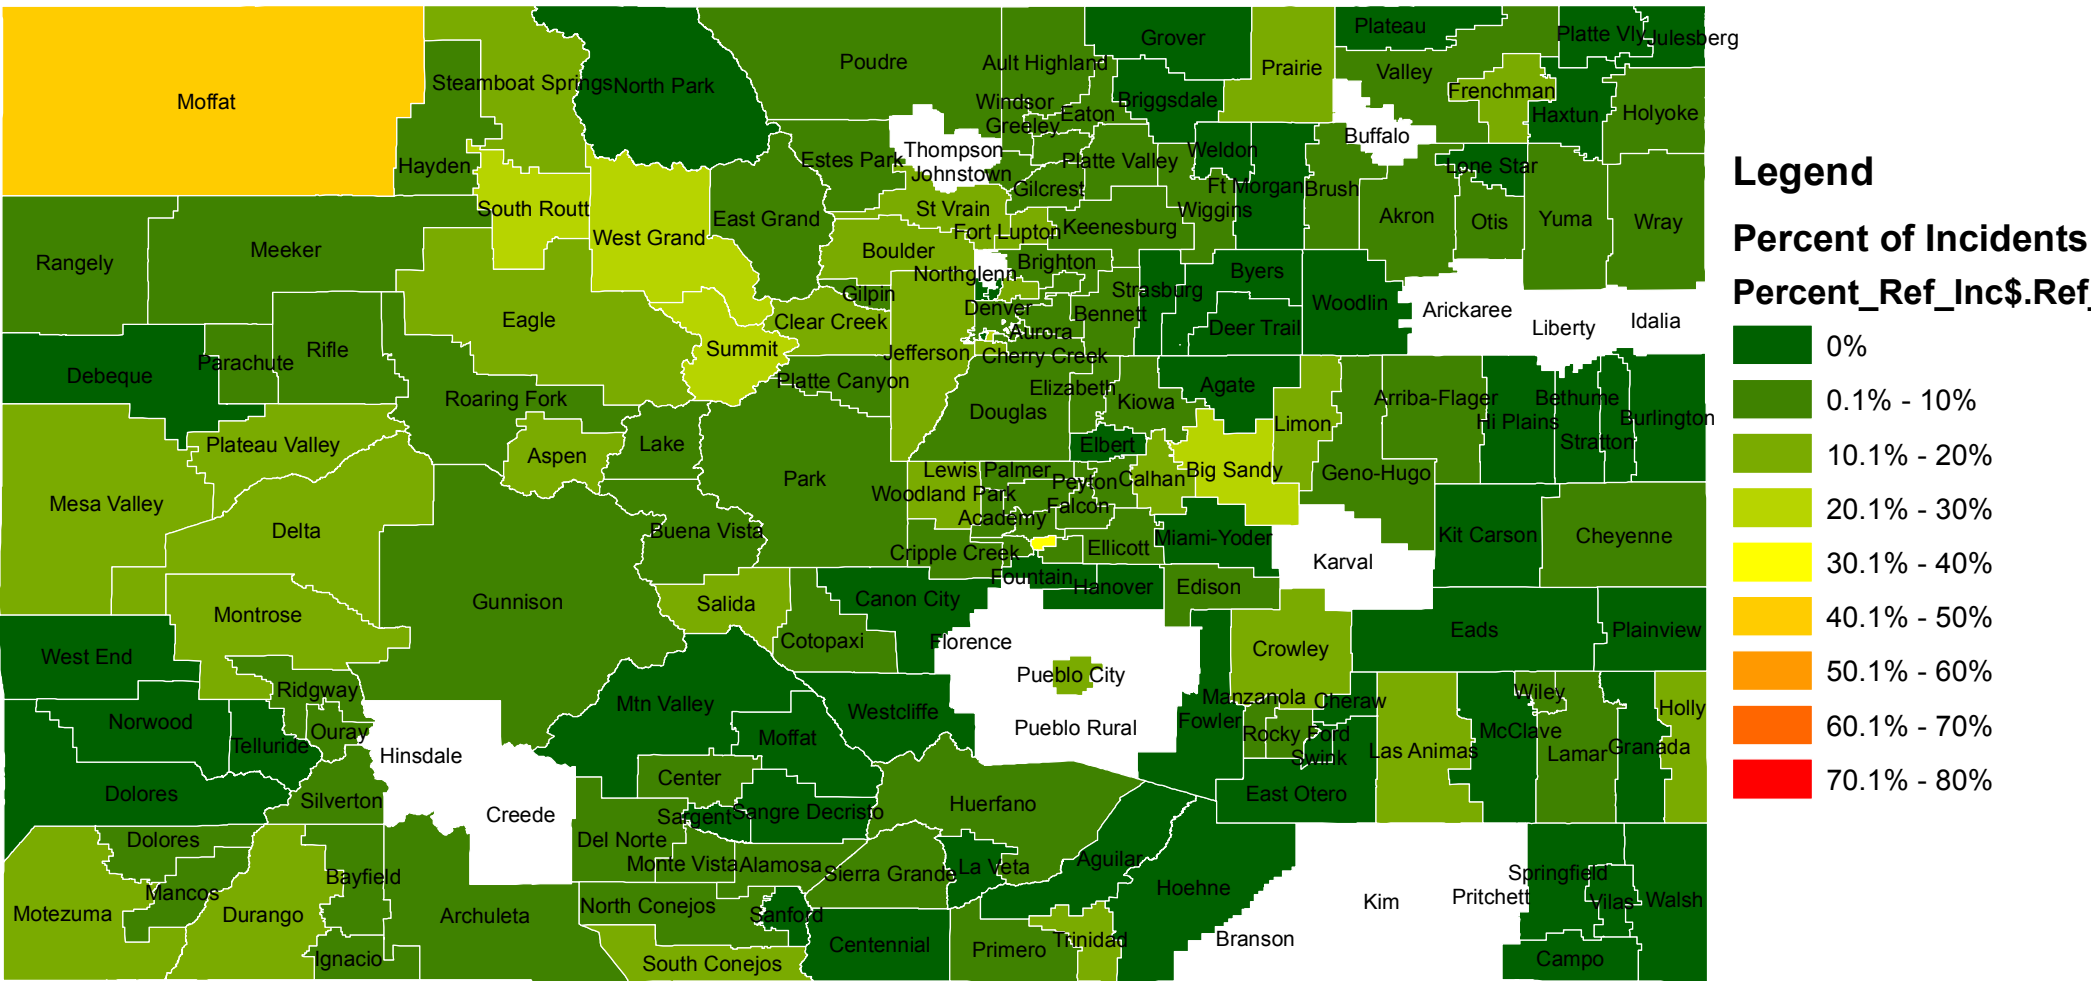 Grover
Plateau
Platte Vly
Julesberg
Poudre
Ault Highland
Prairie
Valley
Steamboat Springs
North Park
Frenchman
Moffat
Windsor
Briggsdale
Eaton
Haxtun
Holyoke
Greeley
Buffalo
Thompson
Weldon
Estes Park
Platte Valley
Hayden
Johnstown
Lone Star
Gilcrest
Ft Morgan
Brush
South Routt
St Vrain
Wiggins
East Grand
Akron
Otis
Yuma
Wray
Fort Lupton
Keenesburg
West Grand
Meeker
Boulder
Rangely
Brighton
Northglenn
Byers
Gilpin
Strasburg
Woodlin
Denver
Bennett
Arickaree
Eagle
Clear Creek
Aurora
Deer Trail
Liberty
Idalia
Summit
Jefferson
Cherry Creek
Parachute
Rifle
Debeque
Platte Canyon
Elizabeth
Agate
Roaring Fork
Kiowa
Arriba-Flager
Bethume
Douglas
Limon
Hi Plains
Burlington
Plateau Valley
Lake
Elbert
Stratton
Aspen
Lewis Palmer
Big Sandy
Geno-Hugo
Park
Peyton
Calhan
Mesa Valley
Woodland Park
Falcon
Academy
Delta
Buena Vista
Miami-Yoder
Kit Carson
Cheyenne
Cripple Creek
Ellicott
Karval
Fountain
Hanover
Edison
Gunnison
Salida
Canon City
Montrose
Cotopaxi
Florence
Crowley
Eads
Plainview
West End
Pueblo City
Ridgway
Manzanola
Cheraw
Wiley
Mtn Valley
Westcliffe
Holly
Norwood
Fowler
Pueblo Rural
Ouray
Rocky Ford
McClave
Telluride
Moffat
Las Animas
Lamar
Granada
Hinsdale
Swink
Center
Dolores
Silverton
East Otero
Huerfano
Creede
Sargent
Sangre Decristo
Dolores
Del Norte
Monte Vista
Alamosa
Sierra Grande
La Veta
Aguilar
Bayfield
Springfield
Mancos
Hoehne
Pritchett
Kim
Vilas
Walsh
Motezuma
Durango
Archuleta
North Conejos
Sanford
Branson
Centennial
Primero
Trinidad
Ignacio
South Conejos
Campo
Legend
Percent of Incidents
Percent_Ref_Inc$.Ref_
0%
0.1% - 10%
10.1% - 20%
20.1% - 30%
30.1% - 40%
40.1% - 50%
50.1% - 60%
60.1% - 70%
70.1% - 80%